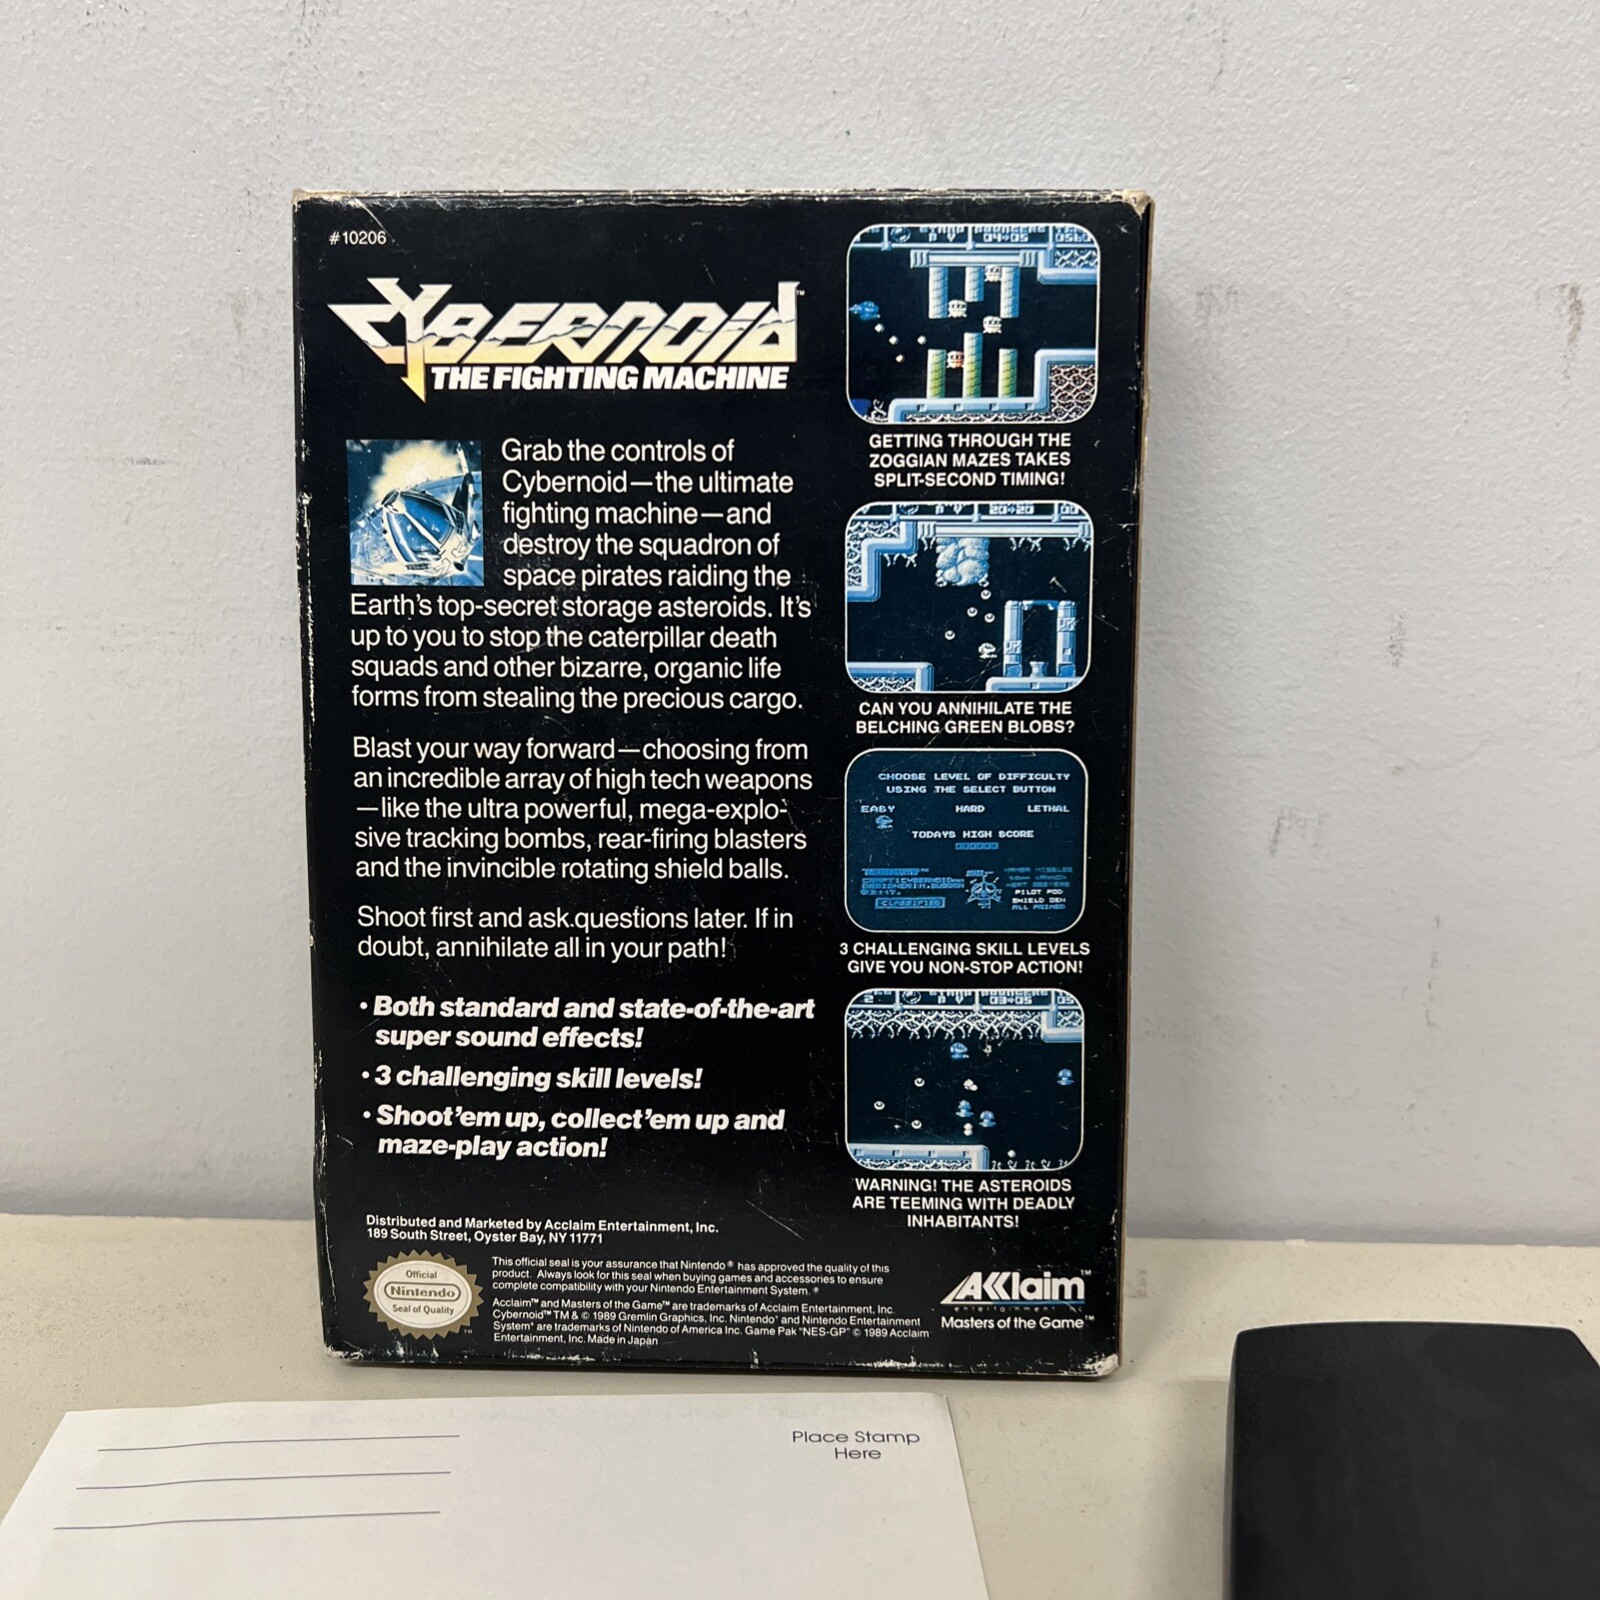 #10206
CYBERNOID™
THE FIGHTING MACHINE
Grab the controls of
Cybernoid—the ultimate
fighting machine—and
destroy the squadron of
space pirates raiding the
Earth's top-secret storage asteroids. It's
up to you to stop the caterpillar death
squads and other bizarre, organic life
forms from stealing the precious cargo.
Blast your way forward—choosing from
an incredible array of high tech weapons
—like the ultra powerful, mega-explo-
sive tracking bombs, rear-firing blasters
and the invincible rotating shield balls.
Shoot first and ask questions later. If in
doubt, annihilate all in your path!
• Both standard and state-of-the-art
super sound effects!
• 3 challenging skill levels!
• Shoot'em up, collect'em up and
maze-play action!
GETTING THROUGH THE
ZOGGIAN MAZES TAKES
SPLIT-SECOND TIMING!
20+20
CAN YOU ANNIHILATE THE
BELCHING GREEN BLOBS?
CHOOSE LEVEL OF DIFFICULTY
USING THE SELECT BUTTON
EASY HARD LETHAL
TODAYS HIGH SCORE
000000
CLASSIFIED
PILOT POD
3 CHALLENGING SKILL LEVELS
GIVE YOU NON-STOP ACTION!
03+05
WARNING! THE ASTEROIDS
ARE TEEMING WITH DEADLY
INHABITANTS!
Distributed and Marketed by Acclaim Entertainment, Inc.
189 South Street, Oyster Bay, NY 11771
Official
Nintendo
Seal of Quality
™
This official seal is your assurance that Nintendo® has approved the quality of this
product. Always look for this seal when buying games and accessories to ensure
complete compatibility with your Nintendo Entertainment System.®
Acclaim™ and Masters of the Game™ are trademarks of Acclaim Entertainment, Inc.
Cybernoid™ TM & © 1989 Gremlin Graphics, Inc. Nintendo® and Nintendo Entertainment
System® are trademarks of Nintendo of America Inc. Game Pak "NES-GP" © 1989 Acclaim
Entertainment, Inc. Made in Japan
AKKlaim™
entertainment inc
Masters of the Game™
Place Stamp
Here